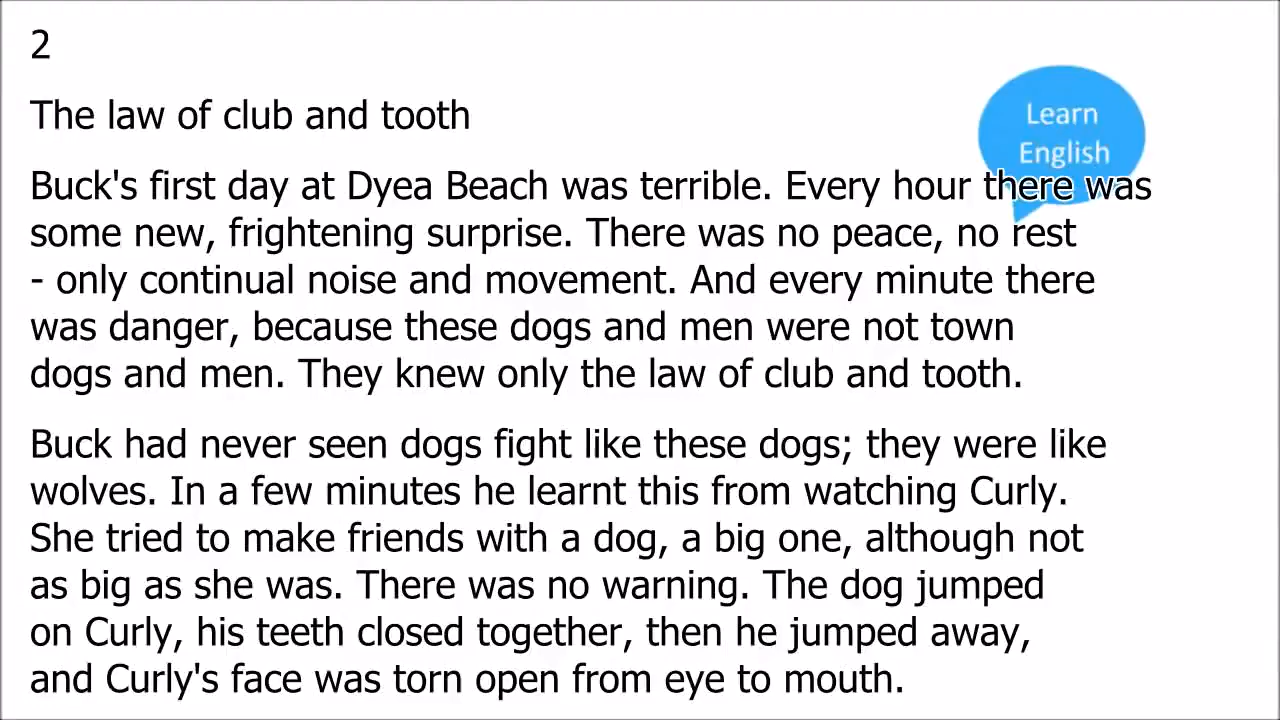 2
The law of club and tooth
Learn
English
Buck's first day at Dyea Beach was terrible. Every hour there was
some new, frightening surprise. There was no peace, no rest
- only continual noise and movement. And every minute there
was danger, because these dogs and men were not town
dogs and men. They knew only the law of club and tooth.
Buck had never seen dogs fight like these dogs; they were like
wolves. In a few minutes he learnt this from watching Curly.
She tried to make friends with a dog, a big one, although not
as big as she was. There was no warning. The dog jumped
on Curly, his teeth closed together, then he jumped away,
and Curly's face was torn open from eye to mouth.